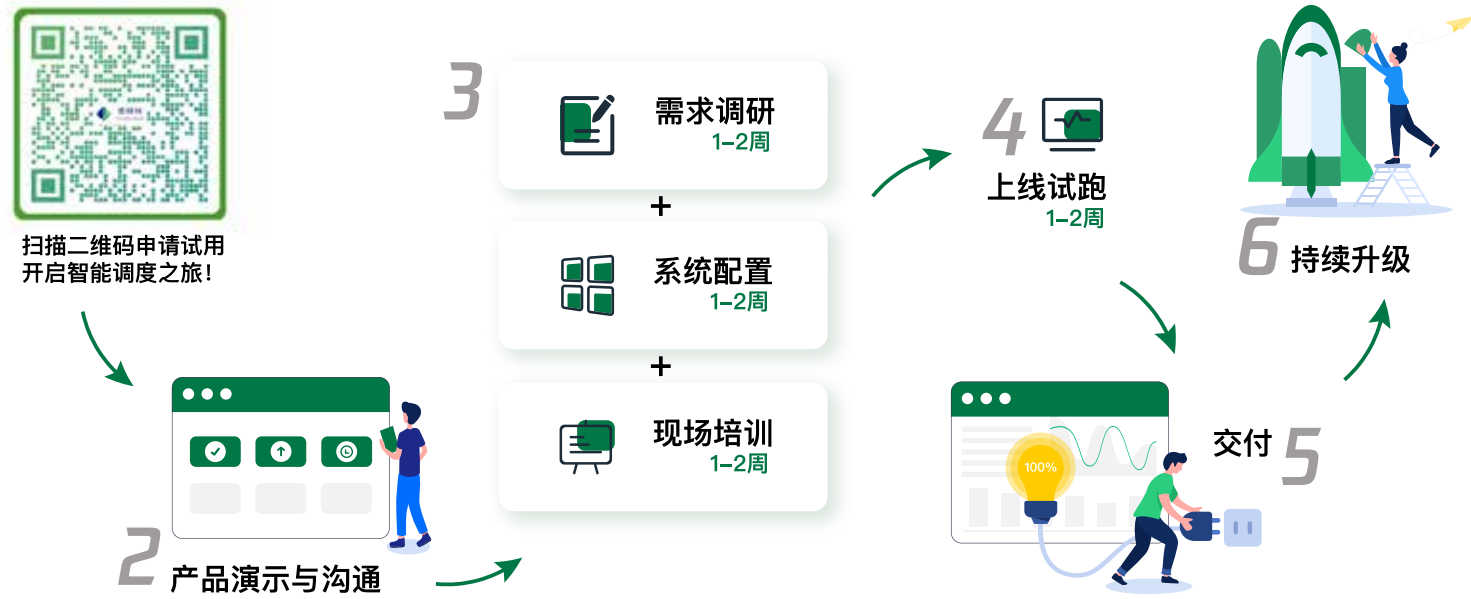 扫描二维码申请试用
开启智能调度之旅！
2
产品演示与沟通
3
需求调研
1-2周
+
系统配置
1-2周
+
现场培训
1-2周
4
上线试跑
1-2周
100%
交付
5
6
持续升级